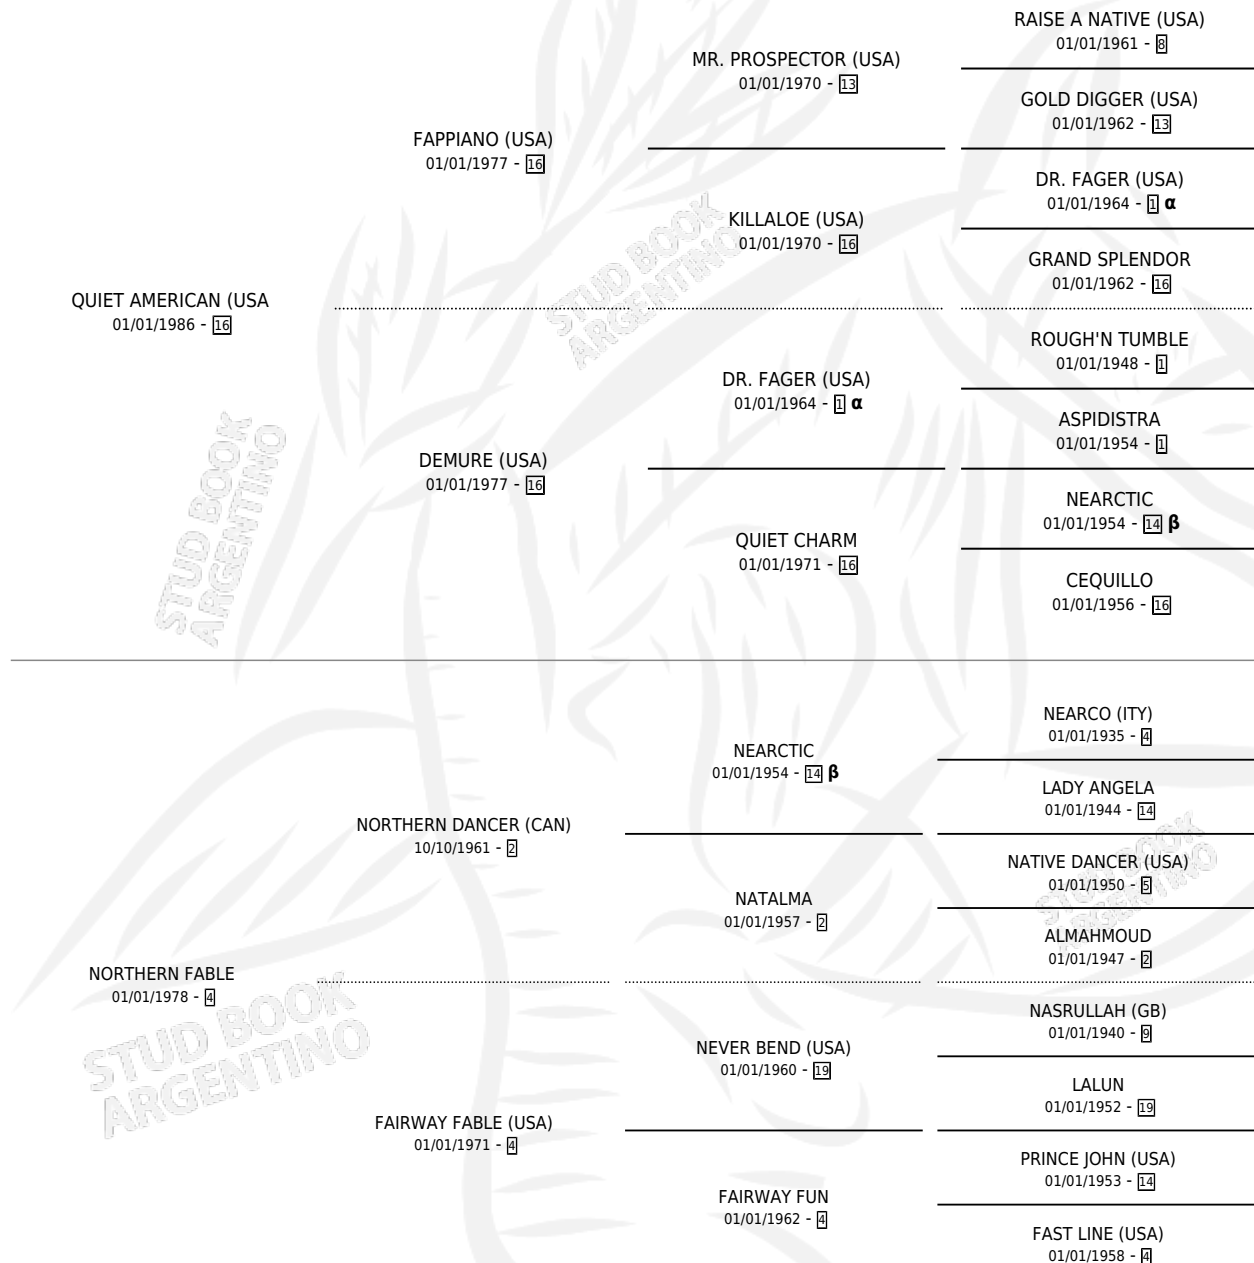 RAISE A NATIVE (USA)
01/01/1961 - 8
MR. PROSPECTOR (USA)
01/01/1970 - 13
GOLD DIGGER (USA)
01/01/1962 - 13
FAPPIANO (USA)
01/01/1977 - 16
DR. FAGER (USA)
01/01/1964 - 1 α
KILLALOE (USA)
01/01/1970 - 16
GRAND SPLENDOR
01/01/1962 - 16
QUIET AMERICAN (USA
01/01/1986 - 16
ROUGH'N TUMBLE
01/01/1948 - 1
DR. FAGER (USA)
01/01/1964 - 1 α
ASPIDISTRA
01/01/1954 - 1
DEMURE (USA)
01/01/1977 - 16
NEARCTIC
01/01/1954 - 14 β
QUIET CHARM
01/01/1971 - 16
CEQUILLO
01/01/1956 - 16
NEARCO (ITY)
01/01/1935 - 4
NEARCTIC
01/01/1954 - 14 β
LADY ANGELA
01/01/1944 - 14
NORTHERN DANCER (CAN)
10/10/1961 - 2
NATIVE DANCER (USA)
01/01/1950 - 5
NATALMA
01/01/1957 - 2
ALMAHMOUD
01/01/1947 - 2
NORTHERN FABLE
01/01/1978 - 4
NASRULLAH (GB)
01/01/1940 - 9
NEVER BEND (USA)
01/01/1960 - 19
LALUN
01/01/1952 - 19
FAIRWAY FABLE (USA)
01/01/1971 - 4
PRINCE JOHN (USA)
01/01/1953 - 14
FAIRWAY FUN
01/01/1962 - 4
FAST LINE (USA)
01/01/1958 - 4
STUD BOOK
ARGENTINO
STUD BOOK
ARGENTINO
STUD BOOK
ARGENTINO
STUD BOOK
ARGENTINO